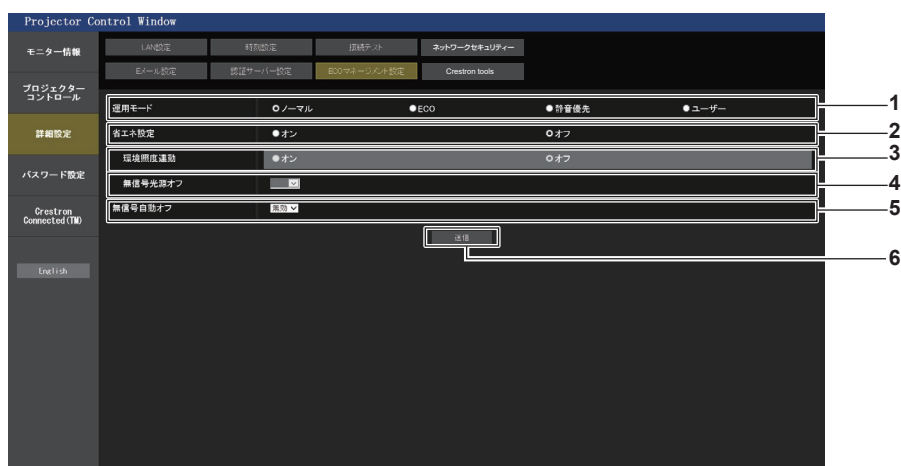 Projector Control Window
モニター情報
プロジェクター
コントロール
詳細設定
パスワード設定
Crestron
Connected(TM)
English
LAN設定 時刻設定 接続テスト ネットワークセキュリティー
Eメール設定 認証サーバー設定 ECOマネージメント設定 Crestron tools
運用モード ノーマル ECO 静音優先 ユーザー 1
省エネ設定 オン オフ 2
環境照度連動 オン オフ 3
無信号光源オフ 4
無信号自動オフ 無効 5
送信 6